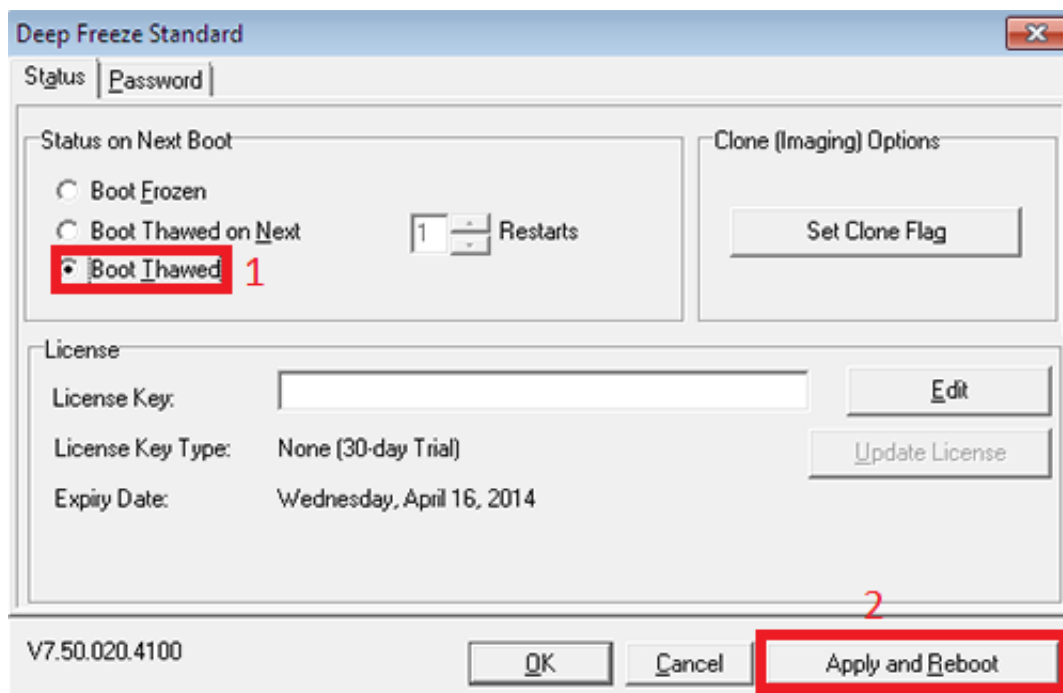 Deep Freeze Standard
Status Password
Status on Next Boot
Clone (Imaging) Options
Boot Frozen
Boot Thawed on Next 1 Restarts
Set Clone Flag
Boot Thawed 1
License
License Key:
Edit
License Key Type: None (30-day Trial)
Update License
Expiry Date: Wednesday, April 16, 2014
2
V7.50.020.4100
OK Cancel Apply and Reboot